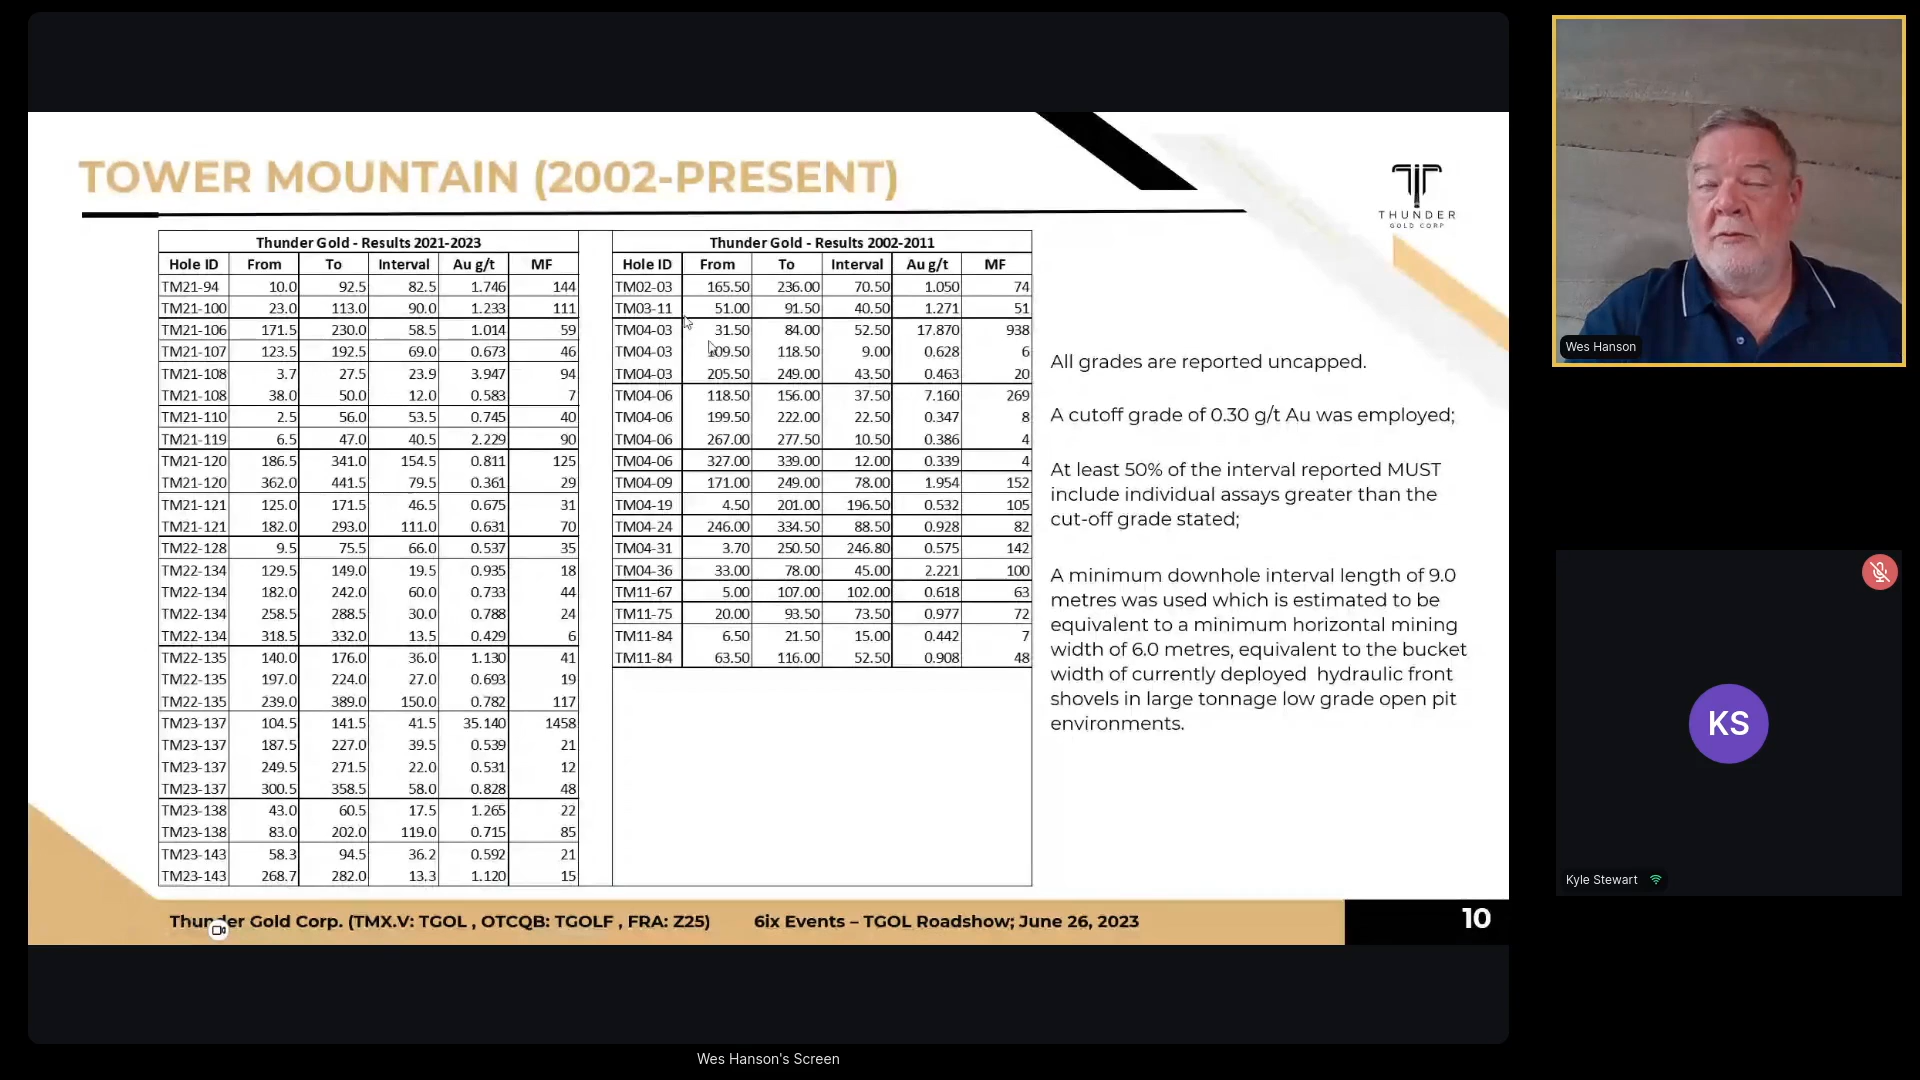 TOWER MOUNTAIN (2002-PRESENT)
THUNDER
GOLD CORP
Thunder Gold - Results 2021-2023
Hole ID From To Interval Au g/t MF
TM21-94 10.0 92.5 82.5 1.746 144
TM21-100 23.0 113.0 90.0 1.233 111
TM21-106 171.5 230.0 58.5 1.014 59
TM21-107 123.5 192.5 69.0 0.673 46
TM21-108 3.7 27.5 23.9 3.947 94
TM21-108 38.0 50.0 12.0 0.583 7
TM21-110 2.5 56.0 53.5 0.745 40
TM21-119 6.5 47.0 40.5 2.229 90
TM21-120 186.5 341.0 154.5 0.811 125
TM21-120 362.0 441.5 79.5 0.361 29
TM21-121 125.0 171.5 46.5 0.675 31
TM21-121 182.0 293.0 111.0 0.631 70
TM22-128 9.5 75.5 66.0 0.537 35
TM22-134 129.5 149.0 19.5 0.935 18
TM22-134 182.0 242.0 60.0 0.733 44
TM22-134 258.5 288.5 30.0 0.788 24
TM22-134 318.5 332.0 13.5 0.429 6
TM22-135 140.0 176.0 36.0 1.130 41
TM22-135 197.0 224.0 27.0 0.693 19
TM22-135 239.0 389.0 150.0 0.782 117
TM23-137 104.5 141.5 41.5 35.140 1458
TM23-137 187.5 227.0 39.5 0.539 21
TM23-137 249.5 271.5 22.0 0.531 12
TM23-137 300.5 358.5 58.0 0.828 48
TM23-138 43.0 60.5 17.5 1.265 22
TM23-138 83.0 202.0 119.0 0.715 85
TM23-143 58.3 94.5 36.2 0.592 21
TM23-143 268.7 282.0 13.3 1.120 15
Thunder Gold - Results 2002-2011
Hole ID From To Interval Au g/t MF
TM02-03 165.50 236.00 70.50 1.050 74
TM03-11 51.00 91.50 40.50 1.271 51
TM04-03 31.50 84.00 52.50 17.870 938
TM04-03 109.50 118.50 9.00 0.628 6
TM04-03 205.50 249.00 43.50 0.463 20
TM04-06 118.50 156.00 37.50 7.160 269
TM04-06 199.50 222.00 22.50 0.347 8
TM04-06 267.00 277.50 10.50 0.386 4
TM04-06 327.00 339.00 12.00 0.339 4
TM04-09 171.00 249.00 78.00 1.954 152
TM04-19 4.50 201.00 196.50 0.532 105
TM04-24 246.00 334.50 88.50 0.928 82
TM04-31 3.70 250.50 246.80 0.575 142
TM04-36 33.00 78.00 45.00 2.221 100
TM11-67 5.00 107.00 102.00 0.618 63
TM11-75 20.00 93.50 73.50 0.977 72
TM11-84 6.50 21.50 15.00 0.442 7
TM11-84 63.50 116.00 52.50 0.908 48
All grades are reported uncapped.
A cutoff grade of 0.30 g/t Au was employed;
At least 50% of the interval reported MUST
include individual assays greater than the
cut-off grade stated;
A minimum downhole interval length of 9.0
metres was used which is estimated to be
equivalent to a minimum horizontal mining
width of 6.0 metres, equivalent to the bucket
width of currently deployed hydraulic front
shovels in large tonnage low grade open pit
environments.
Thunder Gold Corp. (TMX.V: TGOL , OTCQB: TGOLF , FRA: Z25) 6ix Events – TGOL Roadshow; June 26, 2023
10
Wes Hanson
KS
Kyle Stewart
Wes Hanson's Screen